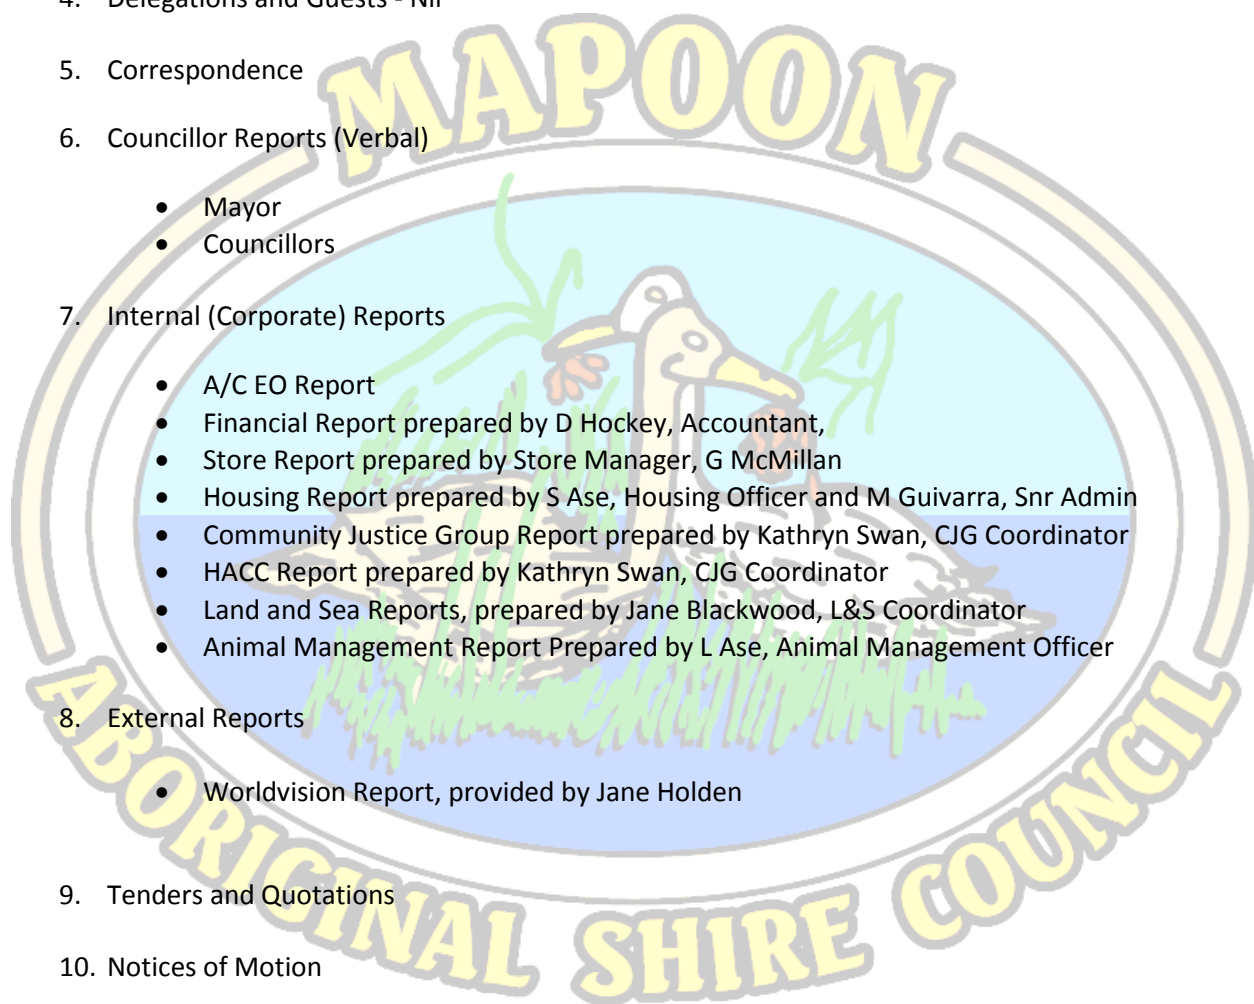 4. Delegations and Guests - Nil
5. Correspondence
6. Councillor Reports (Verbal)
• Mayor
• Councillors
7. Internal (Corporate) Reports
• A/C EO Report
• Financial Report prepared by D Hockey, Accountant,
• Store Report prepared by Store Manager, G McMillan
• Housing Report prepared by S Ase, Housing Officer and M Guivarra, Snr Admin
• Community Justice Group Report prepared by Kathryn Swan, CJG Coordinator
• HACC Report prepared by Kathryn Swan, CJG Coordinator
• Land and Sea Reports, prepared by Jane Blackwood, L&S Coordinator
• Animal Management Report Prepared by L Ase, Animal Management Officer
8. External Reports
• Worldvision Report, provided by Jane Holden
9. Tenders and Quotations
10. Notices of Motion
MAPOON
ABORIGINAL SHIRE COUNCIL